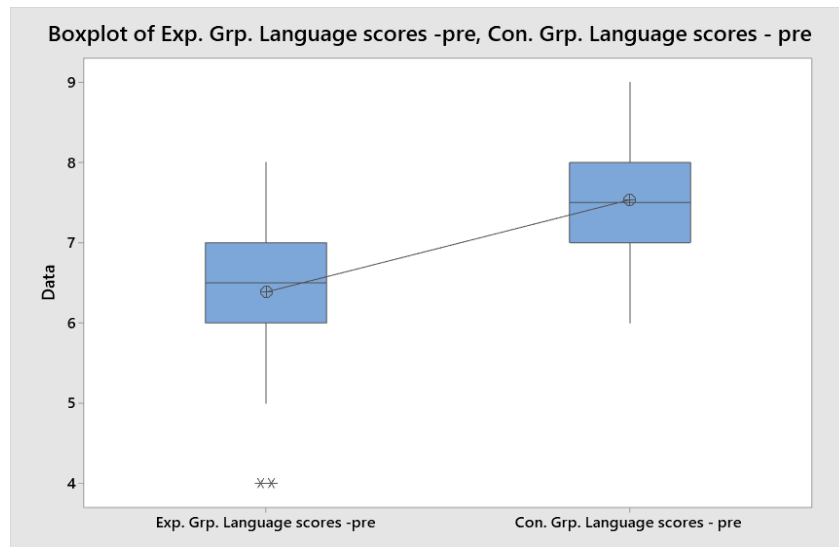 Boxplot of Exp. Grp. Language scores -pre, Con. Grp. Language scores - pre
9
8
7
6
5
4
Data
Exp. Grp. Language scores -pre
Con. Grp. Language scores - pre